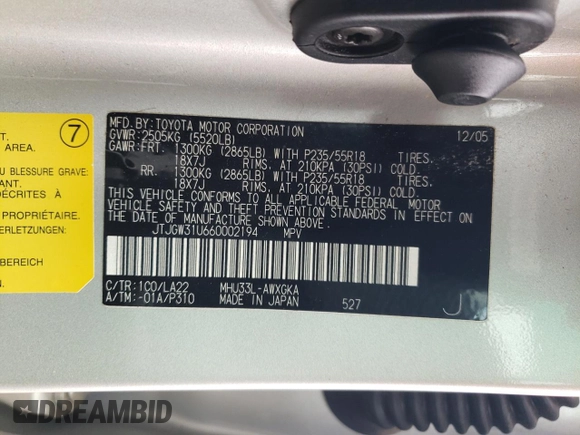 MFD.BY:TOYOTA MOTOR CORPORATION 12/05
GVWR:2505KG (5520LB)
GAWR:FRT. 1300KG (2865LB) WITH P235/55R18 TIRES.
18X7J RIMS. AT 210KPA (30PSI) COLD.
RR. 1300KG (2865LB) WITH P235/55R18 TIRES.
18X7J RIMS. AT 210KPA (30PSI) COLD.
THIS VEHICLE CONFORMS TO ALL APPLICABLE FEDERAL MOTOR
VEHICLE SAFETY AND THEFT PREVENTION STANDARDS IN EFFECT ON
THE DATE OF MANUFACTURE SHOWN ABOVE.
JTJGW31U660002194 MPV
C/TR:1C0/LA22 MHU33L-AWXGKA
A/TM:-01A/P310 MADE IN JAPAN 527 J
7
AREA.
U BLESSURE GRAVE:
ANT.
DÉCRITES À
PROPRIÉTAIRE.
ERLETZUNG:
BEREICH
DREAMBID